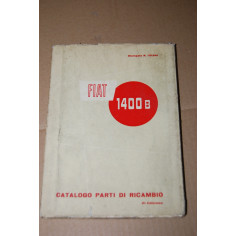 FIAT
1400 B
CATALOGO PARTI DI RICAMBIO